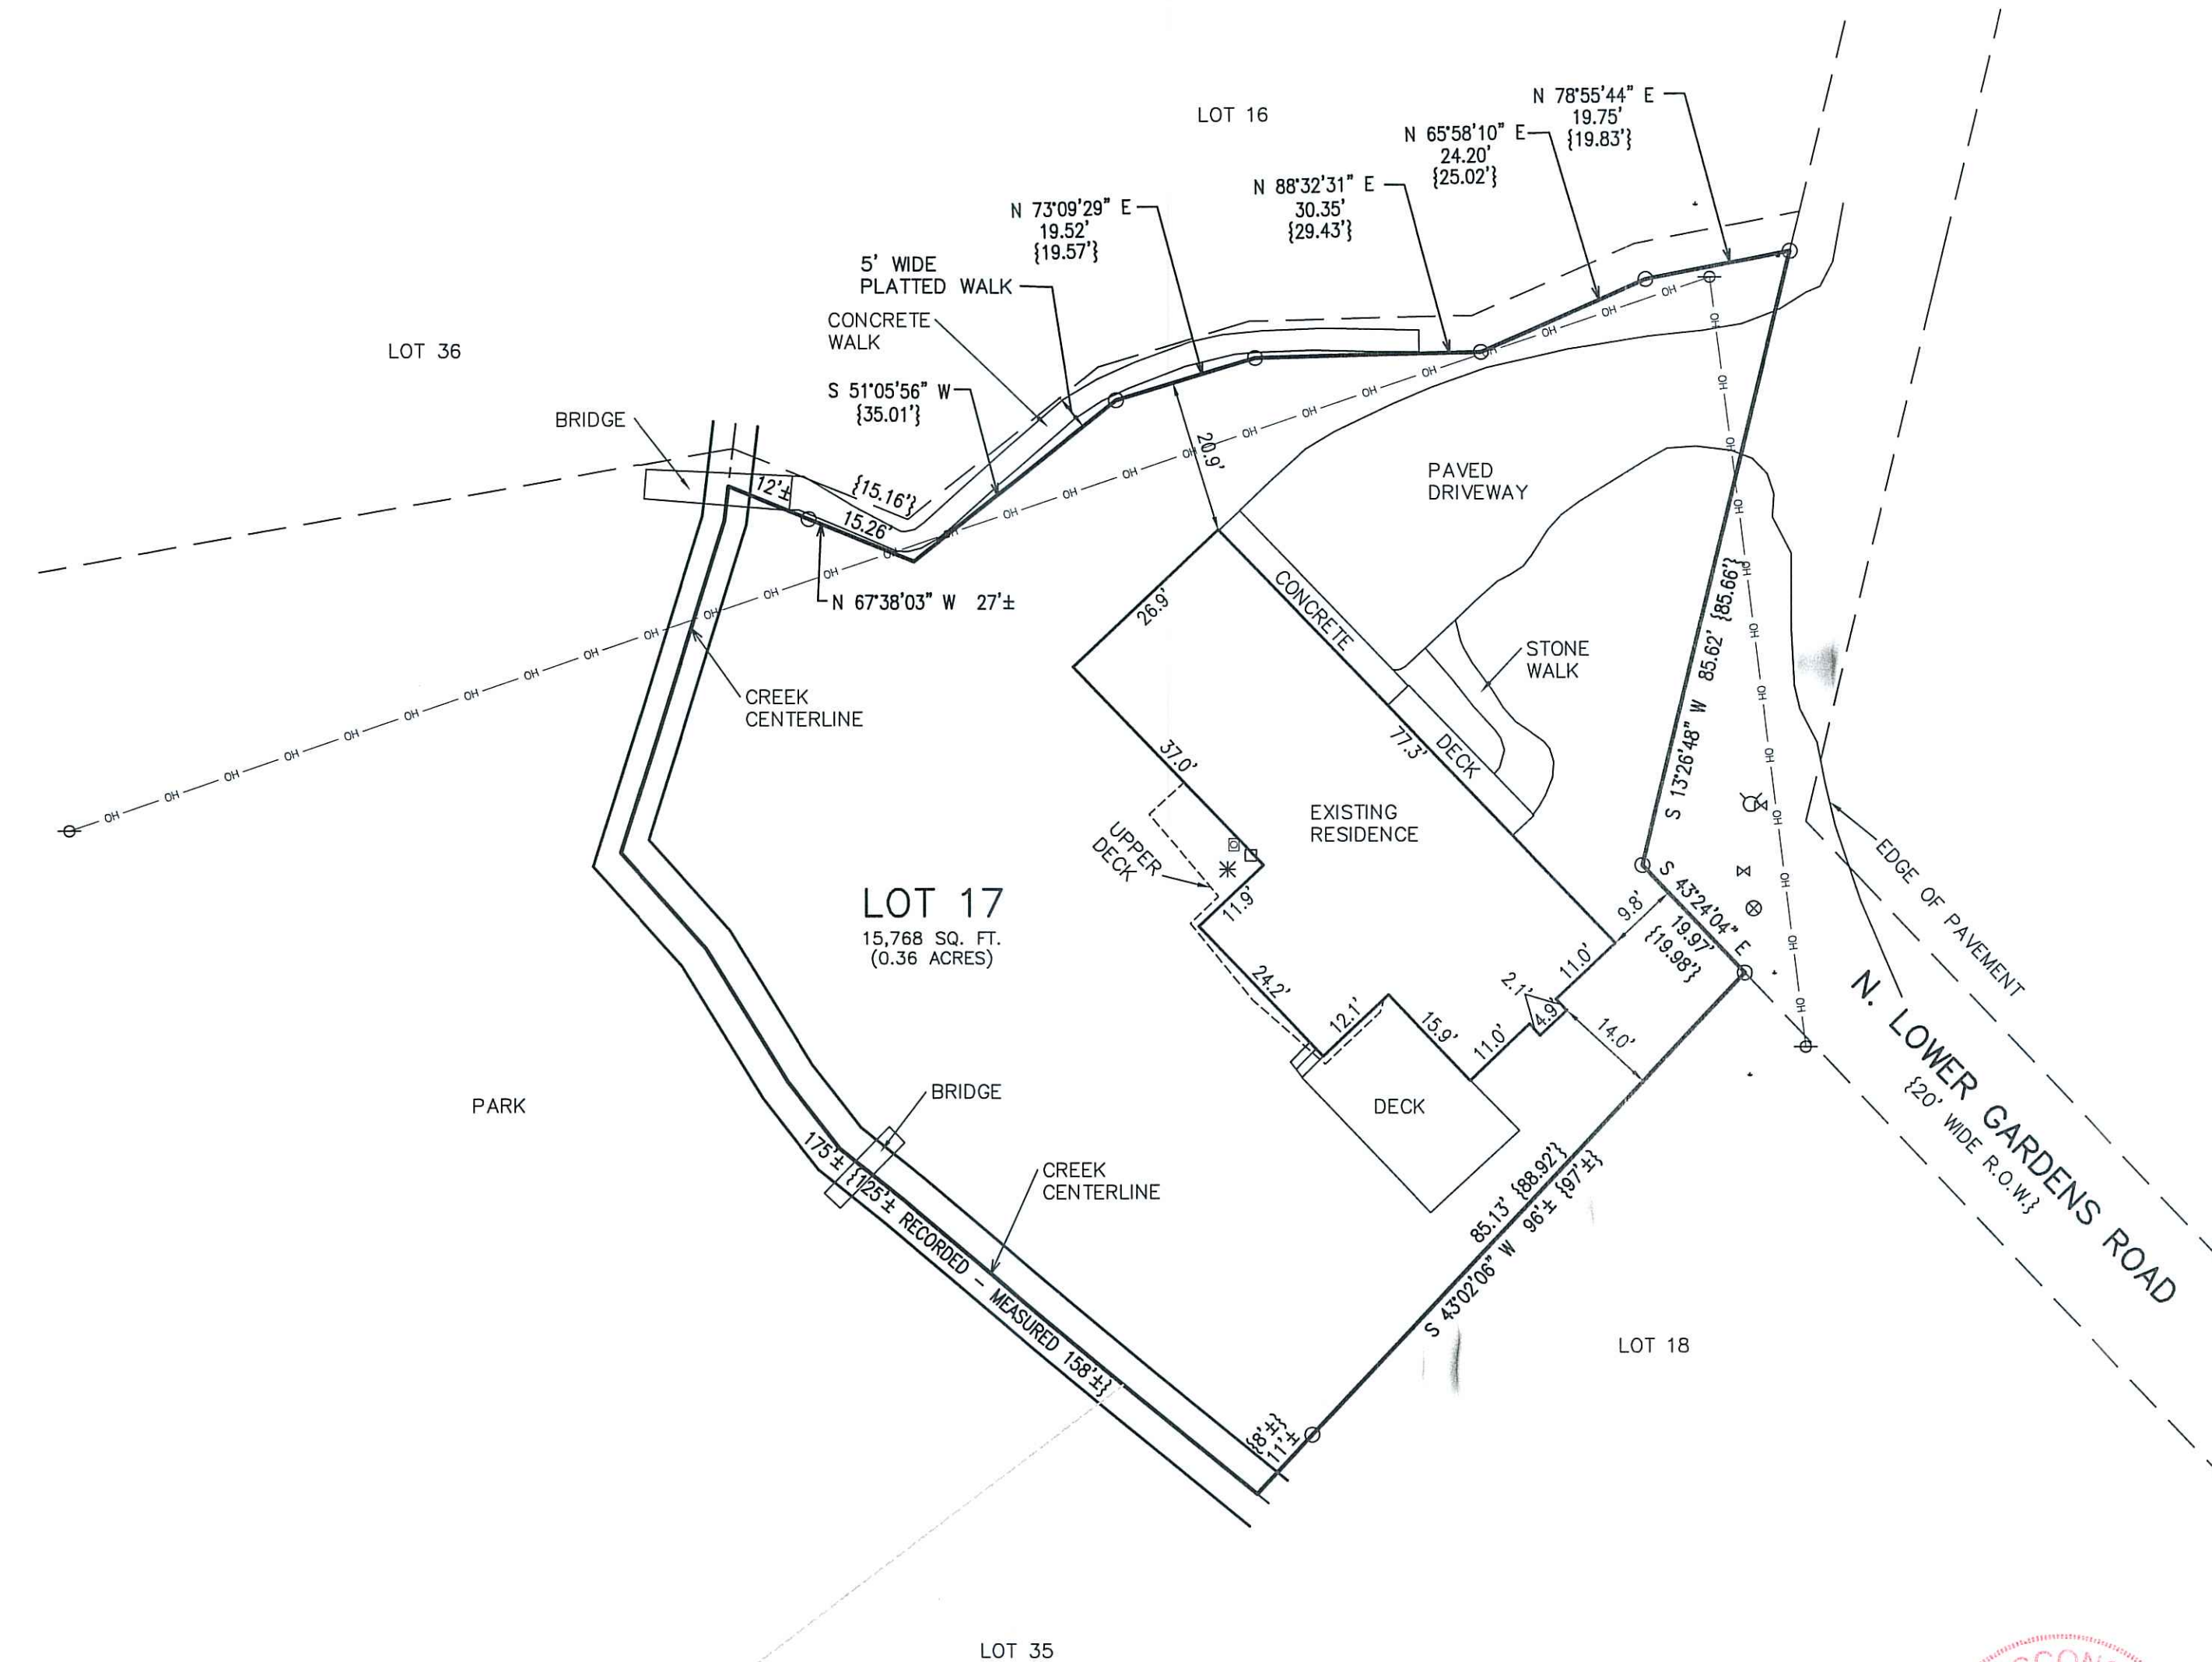 LOT 16
N 78°55'44" E
19.75'
{19.83'}
N 65°58'10" E
24.20'
{25.02'}
N 88°32'31" E
30.35'
{29.43'}
N 73°09'29" E
19.52'
{19.57'}
5' WIDE
PLATTED WALK
CONCRETE
WALK
S 51°05'56" W
{35.01'}
LOT 36
BRIDGE
12'±
{15.16'}
15.26'
N 67°38'03" W 27'±
20.9'
PAVED
DRIVEWAY
OH
26.9'
CONCRETE
STONE
WALK
CREEK
CENTERLINE
S 13°26'48" W 85.62' {85.66'}
37.0'
77.3'
DECK
EXISTING
RESIDENCE
UPPER
DECK
EDGE OF PAVEMENT
LOT 17
15,768 SQ. FT.
(0.36 ACRES)
11.9'
9.8'
S 43°24'04" E
19.97'
{19.98'}
24.2'
12.1'
15.9'
11.0'
2.1'
4.9'
11.0'
14.0'
N. LOWER GARDENS ROAD
{20' WIDE R.O.W.}
PARK
BRIDGE
DECK
CREEK
CENTERLINE
175'± {125'± RECORDED - MEASURED 158'±}
85.13' {88.92'}
S 43°02'06" W 96'± {97'±}
LOT 18
{8'±}
11'±
LOT 35